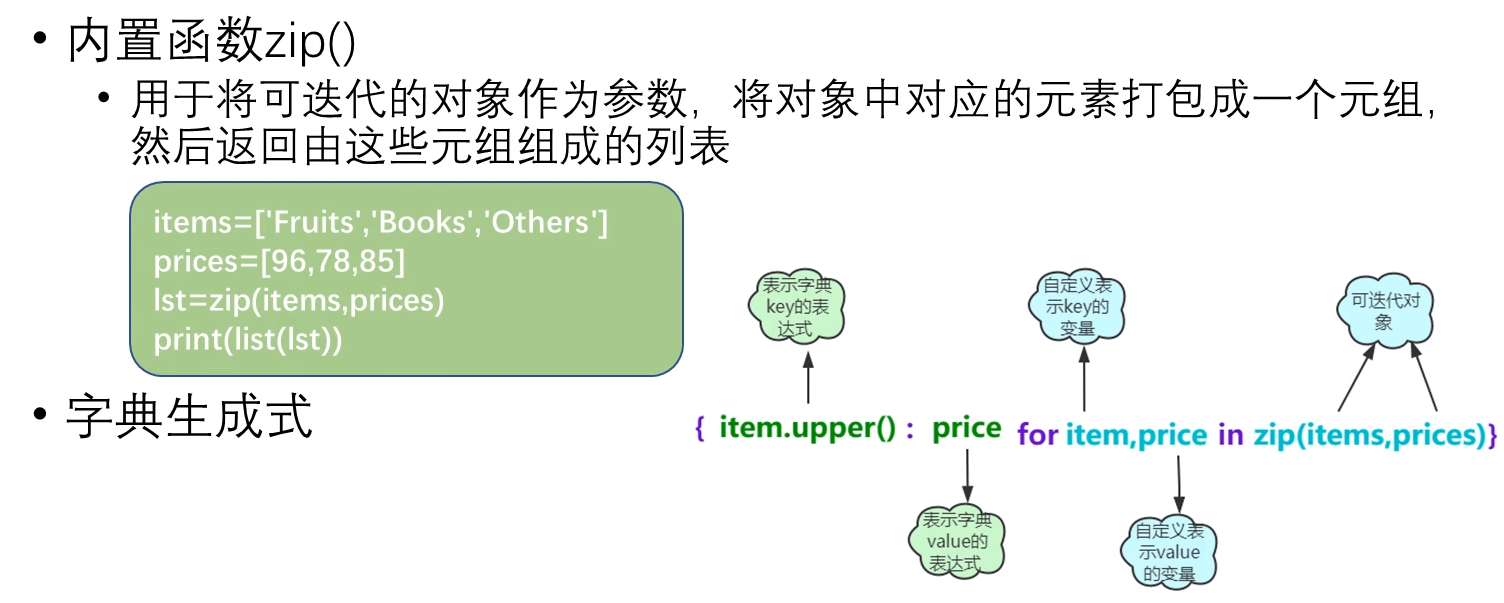 • 内置函数zip()
• 用于将可迭代的对象作为参数，将对象中对应的元素打包成一个元组，
然后返回由这些元组组成的列表
items=['Fruits','Books','Others']
prices=[96,78,85]
lst=zip(items,prices)
print(list(lst))
• 字典生成式
表示字典
key的表
达式
自定义表
示key的
变量
可迭代对
象
{ item.upper() : price for item,price in zip(items,prices)}
表示字典
value的
表达式
自定义表
示value
的变量